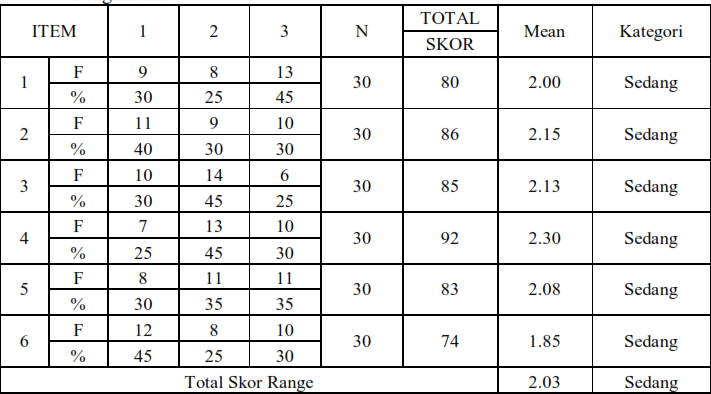 ITEM 1 2 3 N TOTAL SKOR Mean Kategori
1 F 9 8 13 30 80 2.00 Sedang
% 30 25 45
2 F 11 9 10 30 86 2.15 Sedang
% 40 30 30
3 F 10 14 6 30 85 2.13 Sedang
% 30 45 25
4 F 7 13 10 30 92 2.30 Sedang
% 25 45 30
5 F 8 11 11 30 83 2.08 Sedang
% 30 35 35
6 F 12 8 10 30 74 1.85 Sedang
% 45 25 30
Total Skor Range 2.03 Sedang